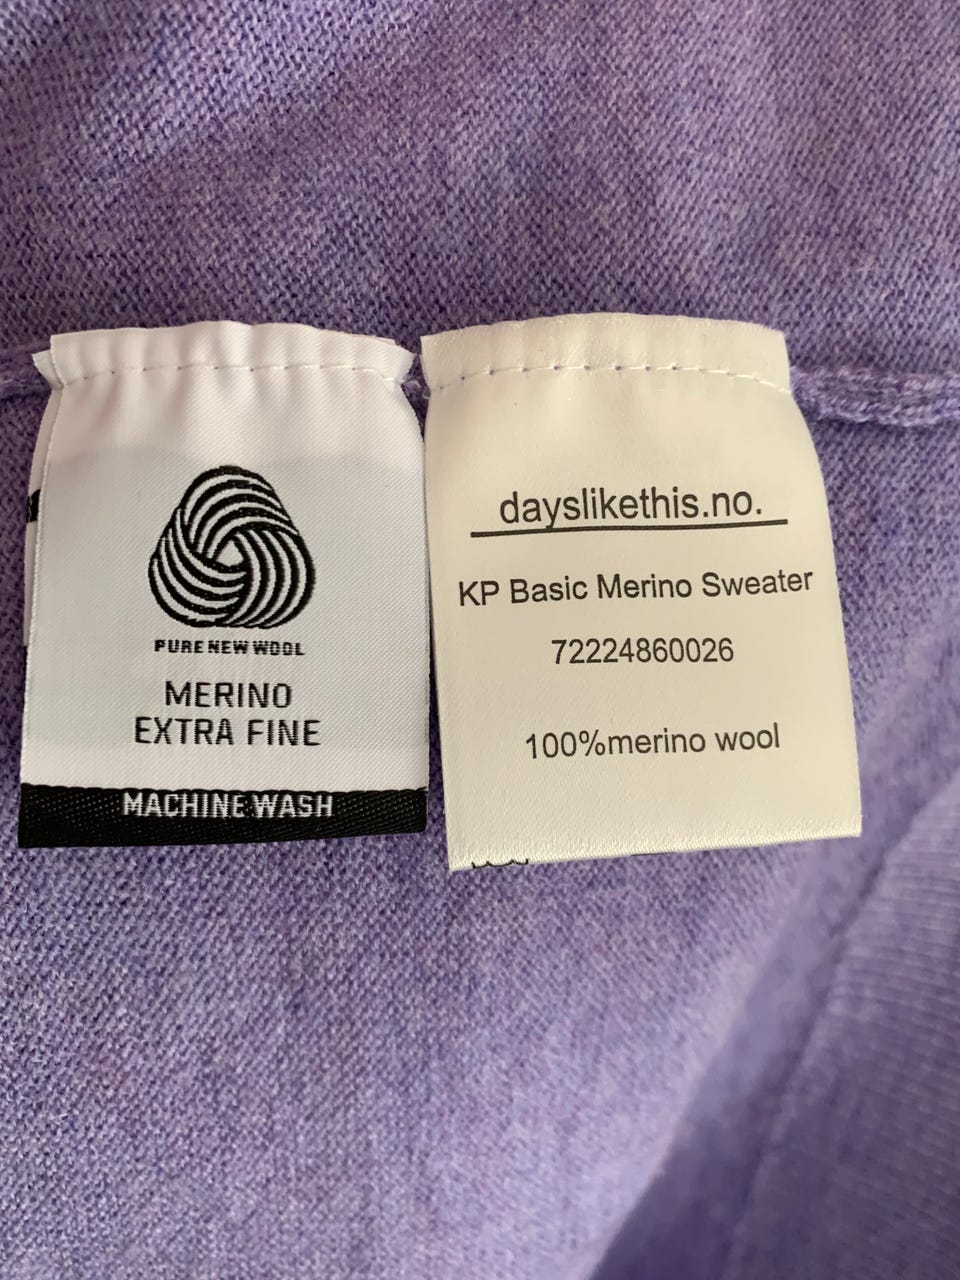 PURE NEW WOOL
MERINO
EXTRA FINE
MACHINE WASH
dayslikethis.no.
KP Basic Merino Sweater
72224860026
100%merino wool